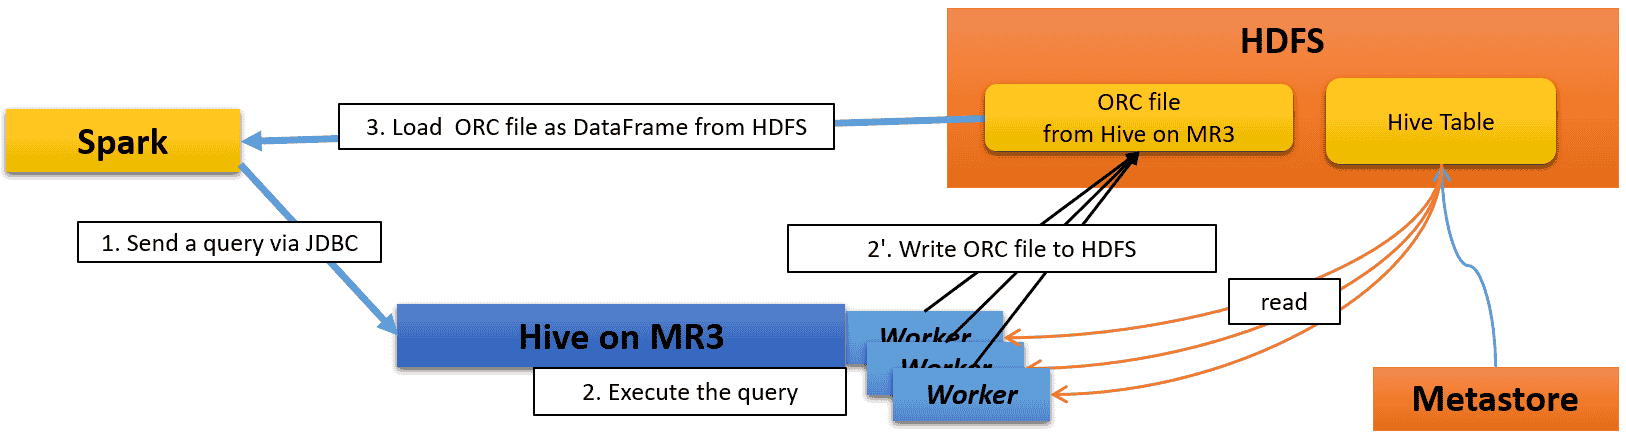 HDFS
ORC file
from Hive on MR3
Hive Table
3. Load  ORC file as DataFrame from HDFS
Spark
1. Send a query via JDBC
2'. Write ORC file to HDFS
read
Hive on MR3
Worker
Worker
Worker
2. Execute the query
Metastore